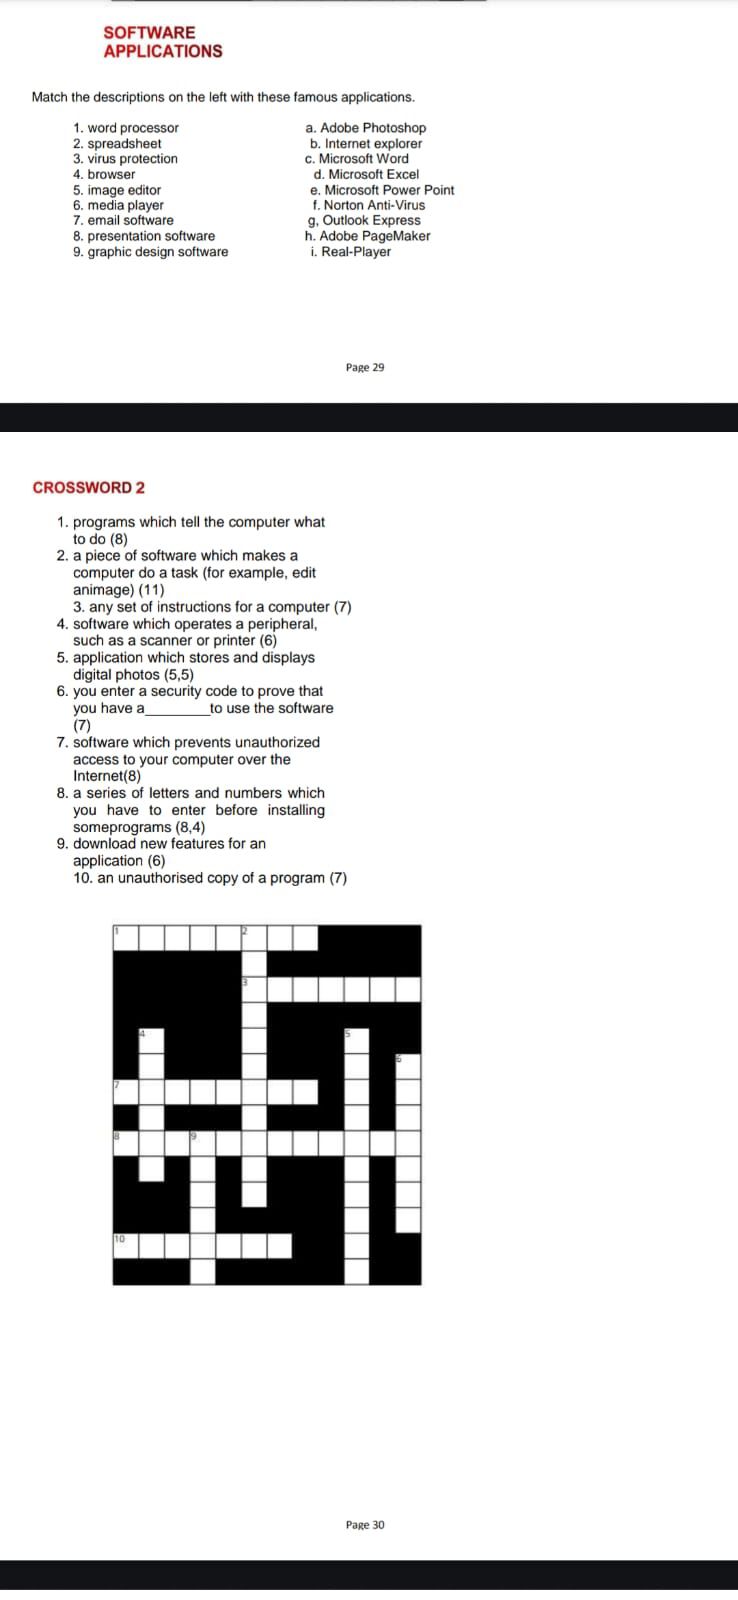 SOFTWARE
APPLICATIONS
Match the descriptions on the left with these famous applications.
1. word processor
2. spreadsheet
3. virus protection
4. browser
5. image editor
6. media player
7. email software
8. presentation software
9. graphic design software
a. Adobe Photoshop
b. Internet explorer
c. Microsoft Word
d. Microsoft Excel
e. Microsoft Power Point
f. Norton Anti-Virus
g. Outlook Express
h. Adobe PageMaker
i. Real-Player
Page 29
CROSSWORD 2
1. programs which tell the computer what
to do (8)
2. a piece of software which makes a
computer do a task (for example, edit
animage) (11)
3. any set of instructions for a computer (7)
4. software which operates a peripheral,
such as a scanner or printer (6)
5. application which stores and displays
digital photos (5,5)
6. you enter a security code to prove that
you have a________to use the software
(7)
7. software which prevents unauthorized
access to your computer over the
Internet(8)
8. a series of letters and numbers which
you have to enter before installing
someprograms (8,4)
9. download new features for an
application (6)
10. an unauthorised copy of a program (7)
1 2
3
4 5
6
7
8 9
10
Page 30